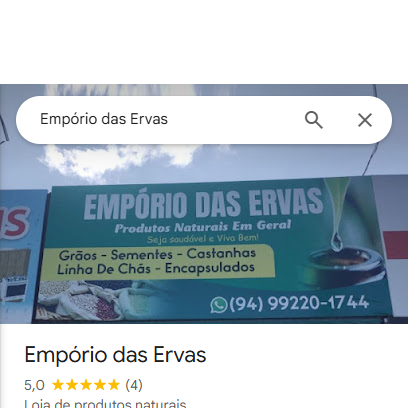 Empório das Ervas
EMPÓRIO DAS ERVAS
Produtos Naturais Em Geral
Seja saudável e Viva Bem!
Grãos - Sementes - Castanhas
Linha De Chás - Encapsulados
(94) 99220-1744
Empório das Ervas
5,0 ★★★★★ (4)
Loja de produtos naturais